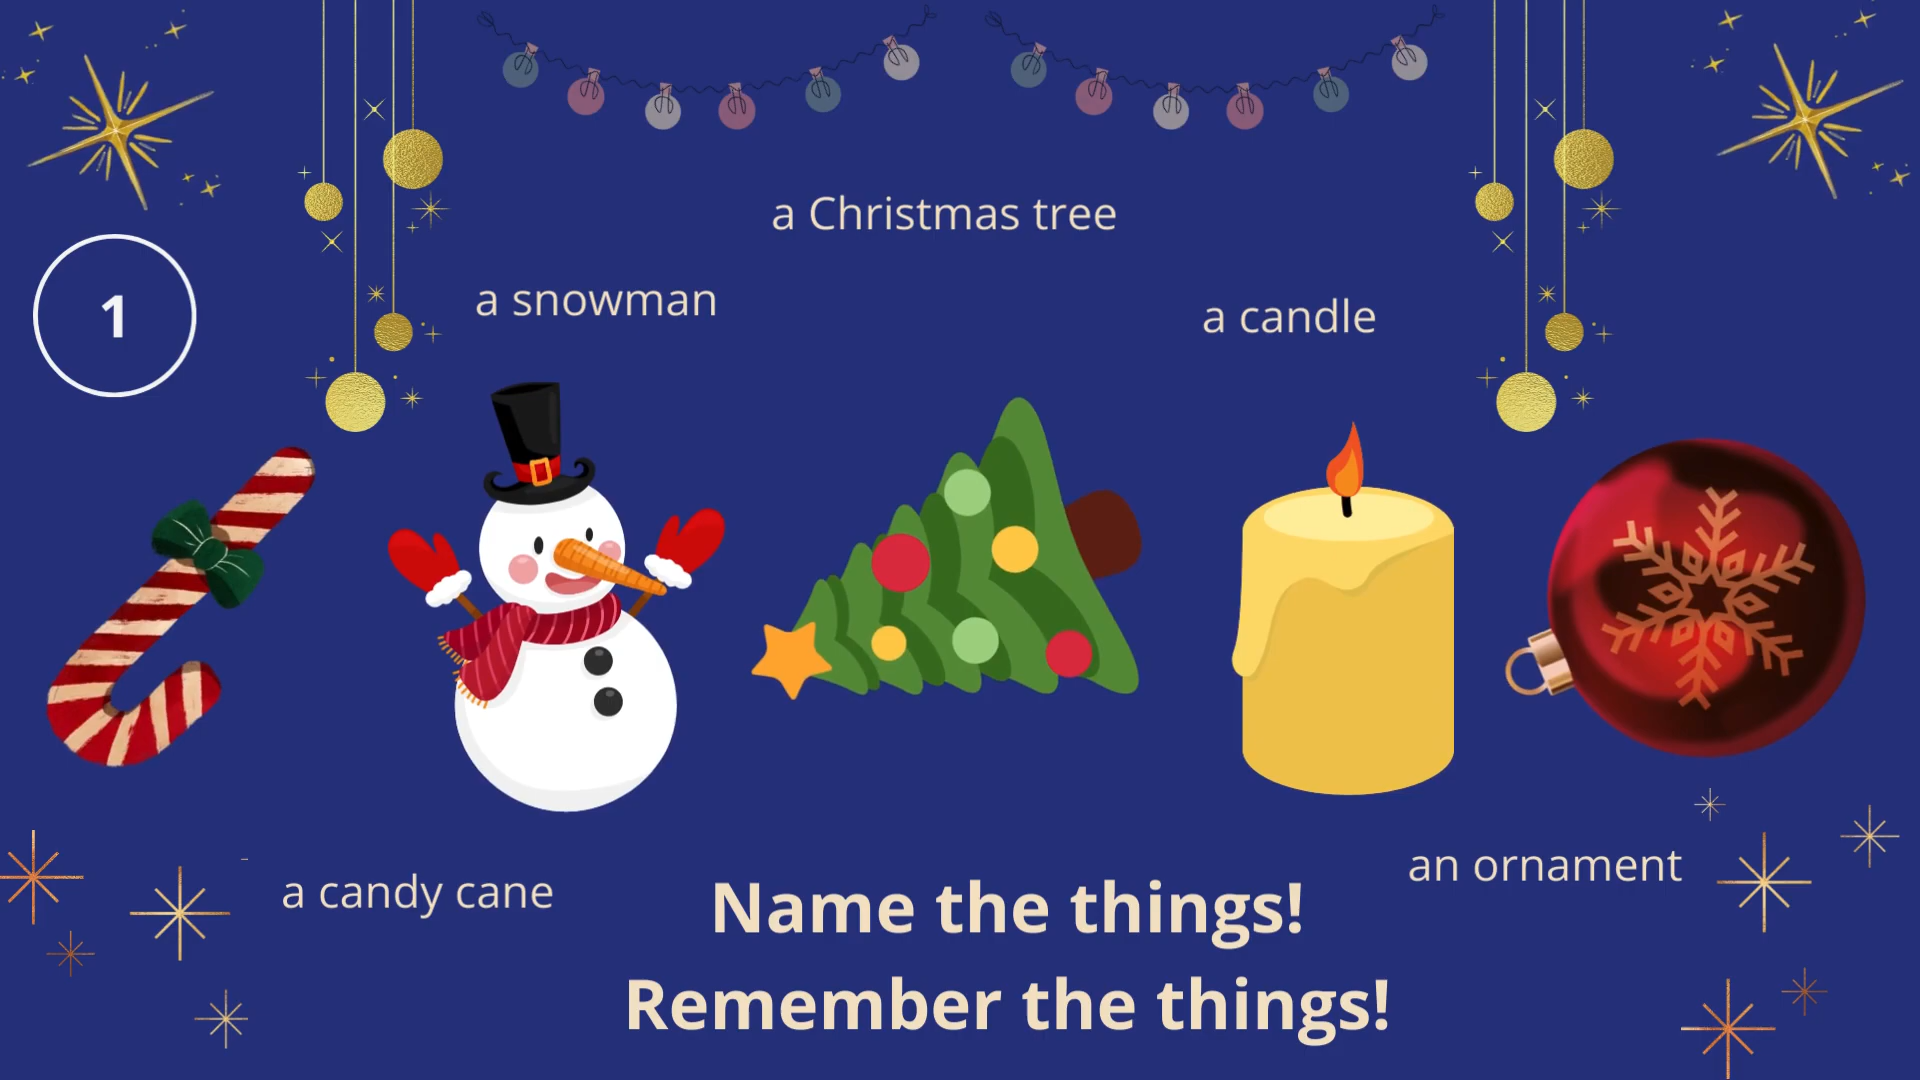 a Christmas tree
a snowman
a candle
1
a candy cane
an ornament
Name the things!
Remember the things!